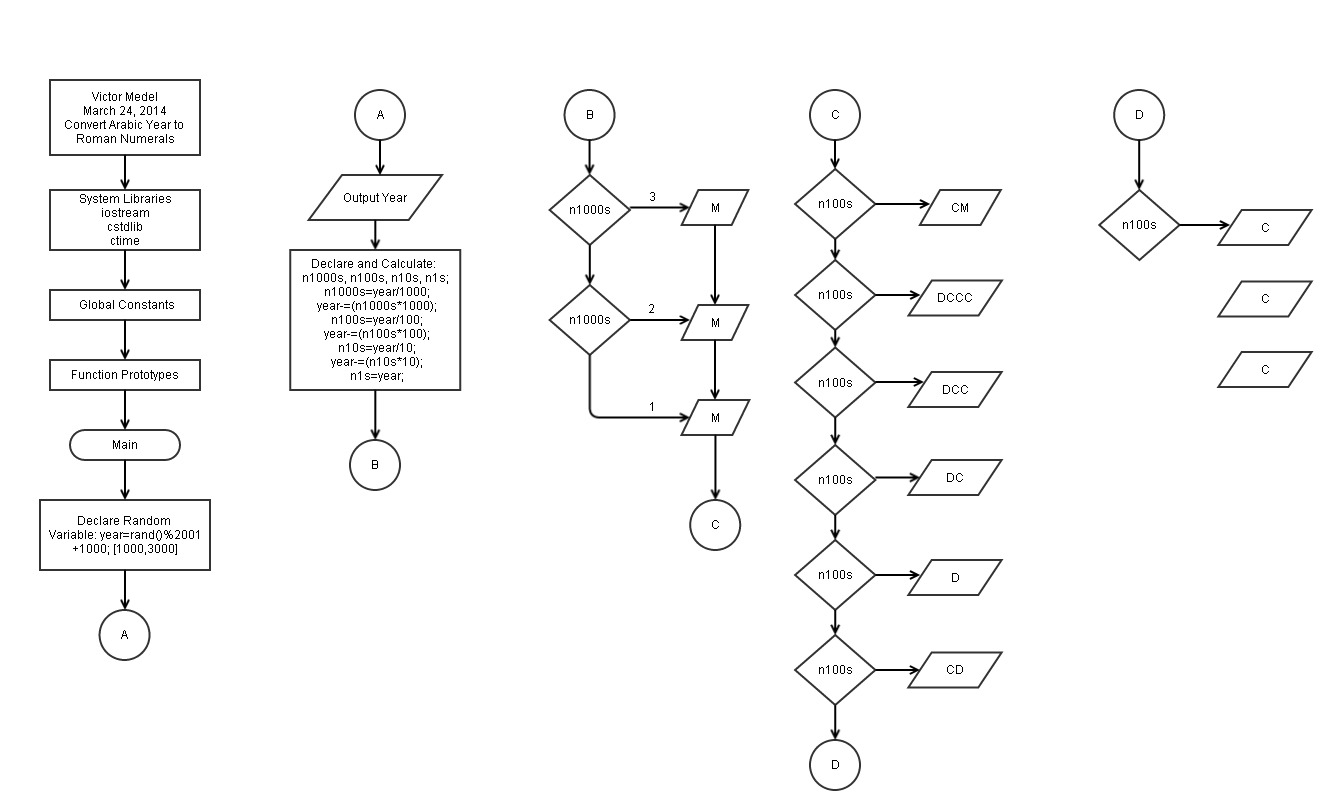 Victor Medel
March 24, 2014
Convert Arabic Year to
Roman Numerals
System Libraries
iostream
cstdlib
ctime
Global Constants
Function Prototypes
Main
Declare Random
Variable: year=rand()%2001
+1000; [1000,3000]
A
A
Output Year
Declare and Calculate:
n1000s, n100s, n10s, n1s;
n1000s=year/1000;
year-=(n1000s*1000);
n100s=year/100;
year-=(n100s*100);
n10s=year/10;
year-=(n10s*10);
n1s=year;
B
B
n1000s
3
M
n1000s
2
M
1
M
C
C
n100s
CM
n100s
DCCC
n100s
DCC
n100s
DC
n100s
D
n100s
CD
D
D
n100s
C
C
C